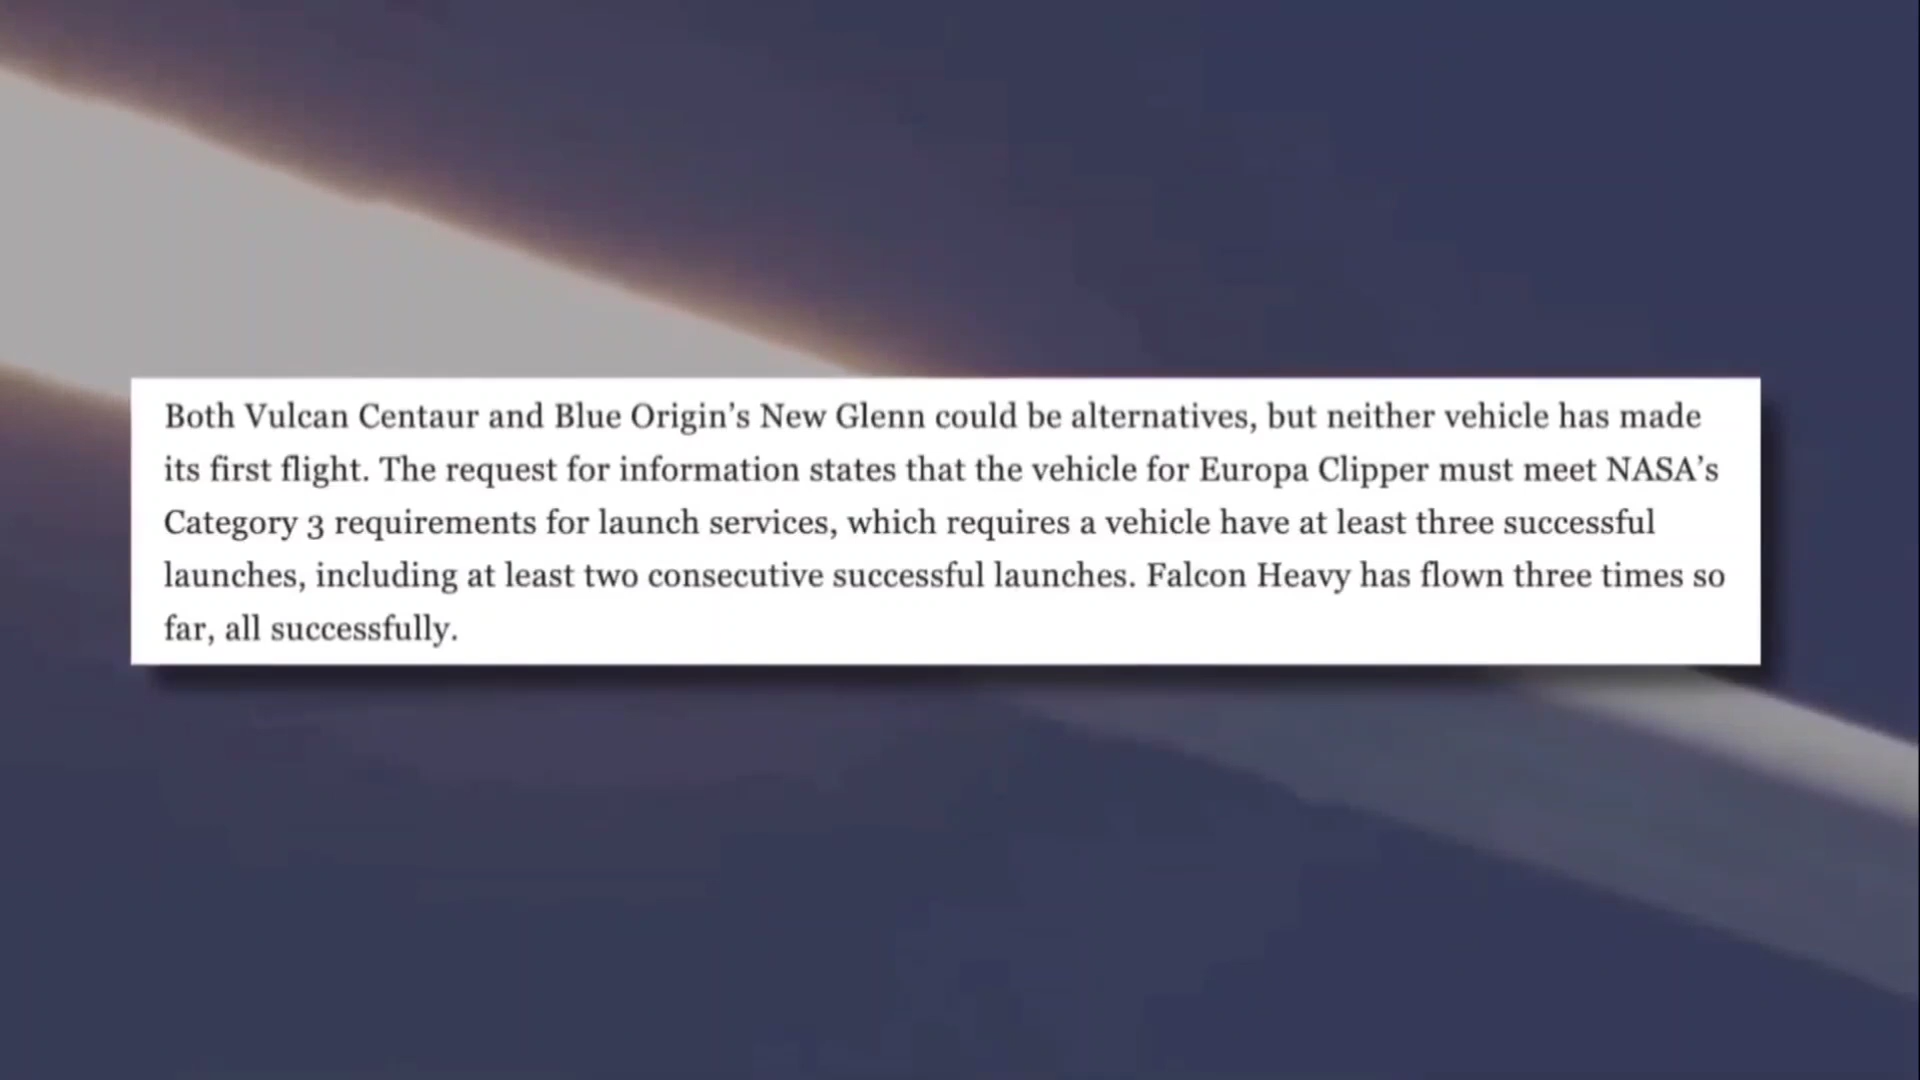 Both Vulcan Centaur and Blue Origin’s New Glenn could be alternatives, but neither vehicle has made
its first flight. The request for information states that the vehicle for Europa Clipper must meet NASA’s
Category 3 requirements for launch services, which requires a vehicle have at least three successful
launches, including at least two consecutive successful launches. Falcon Heavy has flown three times so
far, all successfully.